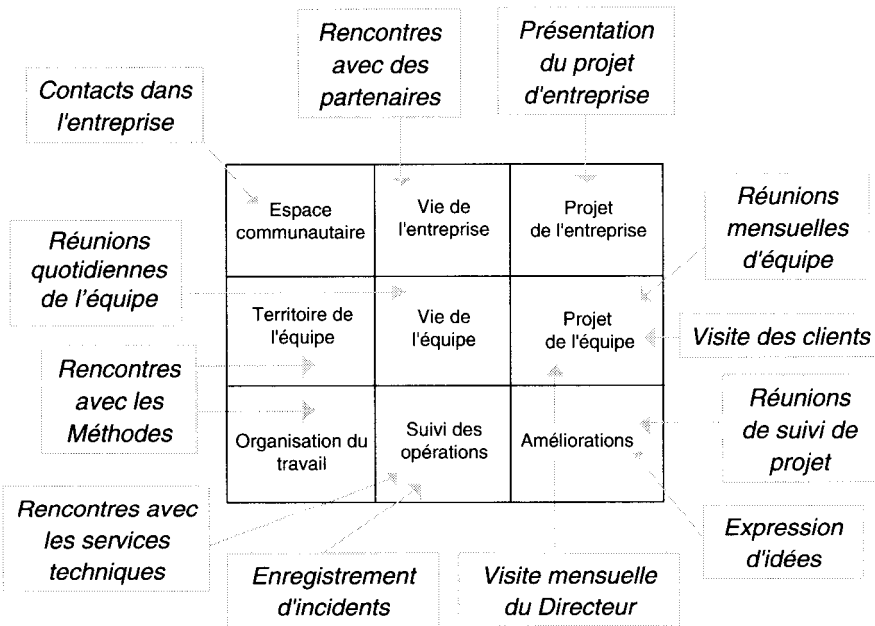 Rencontres
avec des
partenaires
Présentation
du projet
d'entreprise
Contacts dans
l'entreprise
Espace
communautaire
Vie de
l'entreprise
Projet
de l'entreprise
Réunions
mensuelles
d'équipe
Réunions
quotidiennes
de l'équipe
Territoire de
l'équipe
Vie de
l'équipe
Projet
de l'équipe
Visite des clients
Rencontres
avec les
Méthodes
Organisation du
travail
Suivi des
opérations
Améliorations
Réunions
de suivi de
projet
Rencontres avec
les services
techniques
Enregistrement
d'incidents
Visite mensuelle
du Directeur
Expression
d'idées